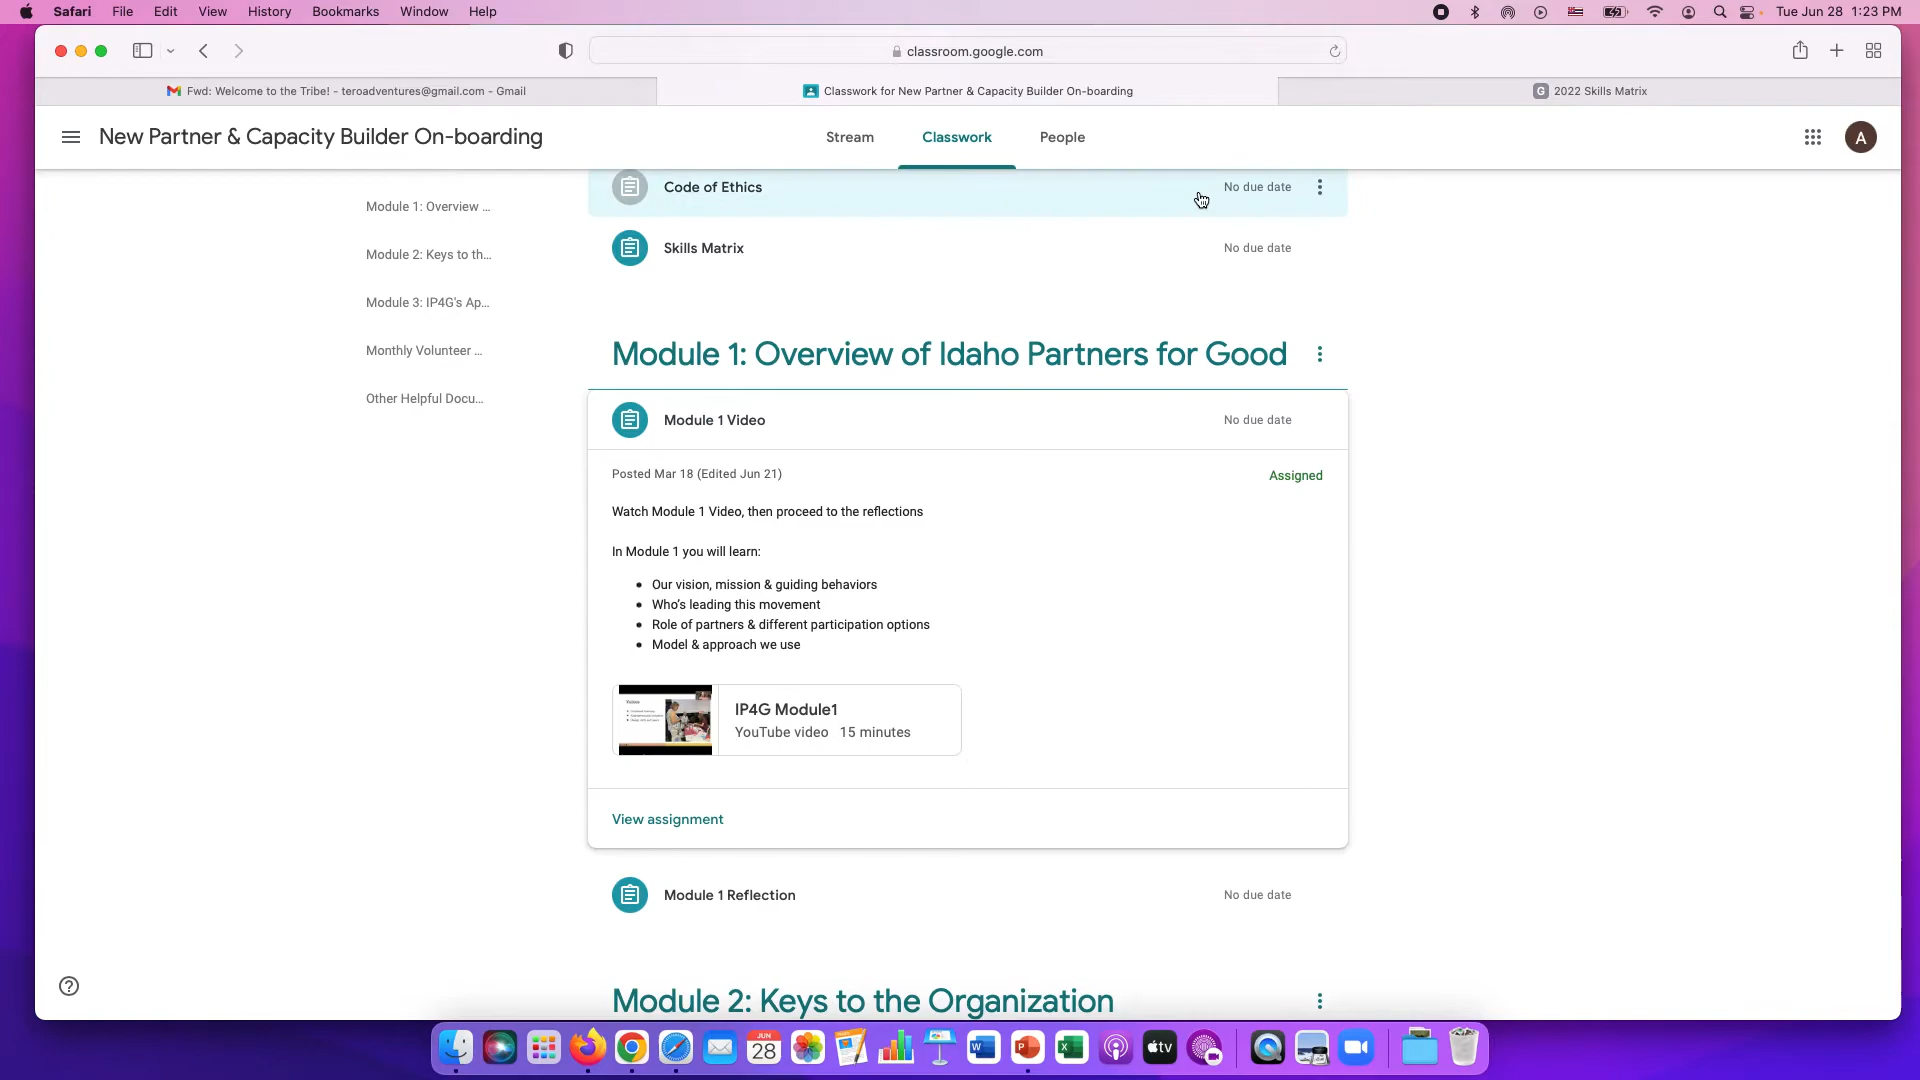 Safari File Edit View History Bookmarks Window Help Tue Jun 28 1:23 PM
classroom.google.com
Fwd: Welcome to the Tribe! - teroadventures@gmail.com - Gmail
Classwork for New Partner & Capacity Builder On-boarding
G 2022 Skills Matrix
New Partner & Capacity Builder On-boarding
Stream Classwork People
A
Module 1: Overview ...
Module 2: Keys to th...
Module 3: IP4G's Ap...
Monthly Volunteer ...
Other Helpful Docu...
Code of Ethics No due date
Skills Matrix No due date
Module 1: Overview of Idaho Partners for Good
Module 1 Video No due date
Posted Mar 18 (Edited Jun 21) Assigned
Watch Module 1 Video, then proceed to the reflections
In Module 1 you will learn:
Our vision, mission & guiding behaviors
Who's leading this movement
Role of partners & different participation options
Model & approach we use
IP4G Module1
YouTube video 15 minutes
View assignment
Module 1 Reflection No due date
Module 2: Keys to the Organization
JUN
28
W P X tv